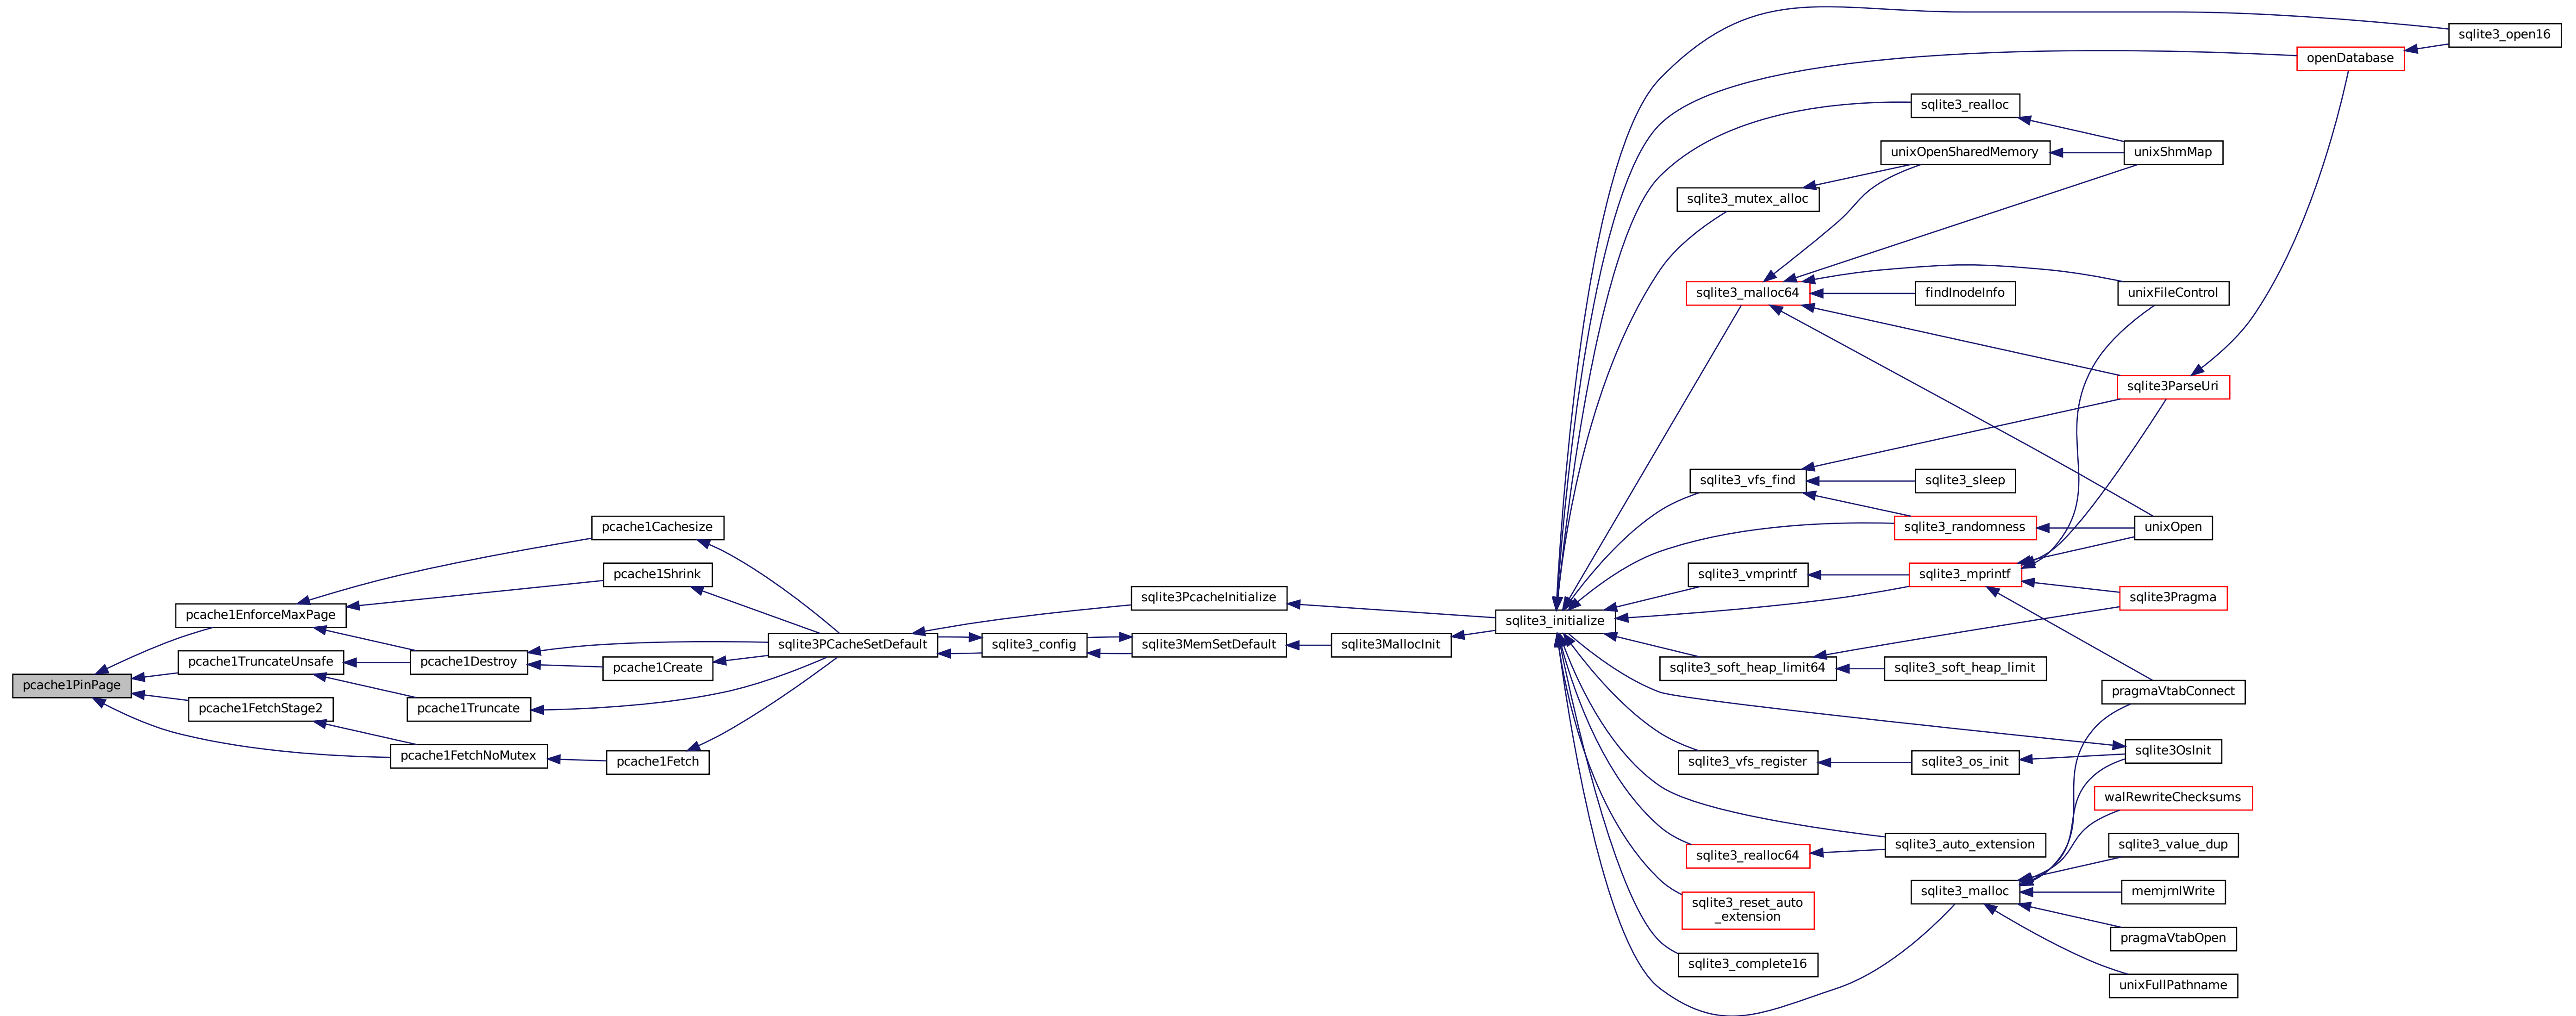 sqlite3_open16
openDatabase
sqlite3_realloc
unixOpenSharedMemory
unixShmMap
sqlite3_mutex_alloc
sqlite3_malloc64
findInodeInfo
unixFileControl
sqlite3ParseUri
sqlite3_vfs_find
sqlite3_sleep
pcache1Cachesize
sqlite3_randomness
unixOpen
pcache1Shrink
sqlite3_vmprintf
sqlite3_mprintf
sqlite3PcacheInitialize
sqlite3Pragma
pcache1EnforceMaxPage
sqlite3_initialize
sqlite3PCacheSetDefault
sqlite3_config
sqlite3MemSetDefault
sqlite3MallocInit
pcache1TruncateUnsafe
pcache1Destroy
pcache1Create
sqlite3_soft_heap_limit64
sqlite3_soft_heap_limit
pcache1PinPage
pragmaVtabConnect
pcache1FetchStage2
pcache1Truncate
pcache1FetchNoMutex
pcache1Fetch
sqlite3_vfs_register
sqlite3_os_init
sqlite3OsInit
walRewriteChecksums
sqlite3_auto_extension
sqlite3_value_dup
sqlite3_realloc64
sqlite3_malloc
memjrnlWrite
sqlite3_reset_auto
_extension
pragmaVtabOpen
sqlite3_complete16
unixFullPathname